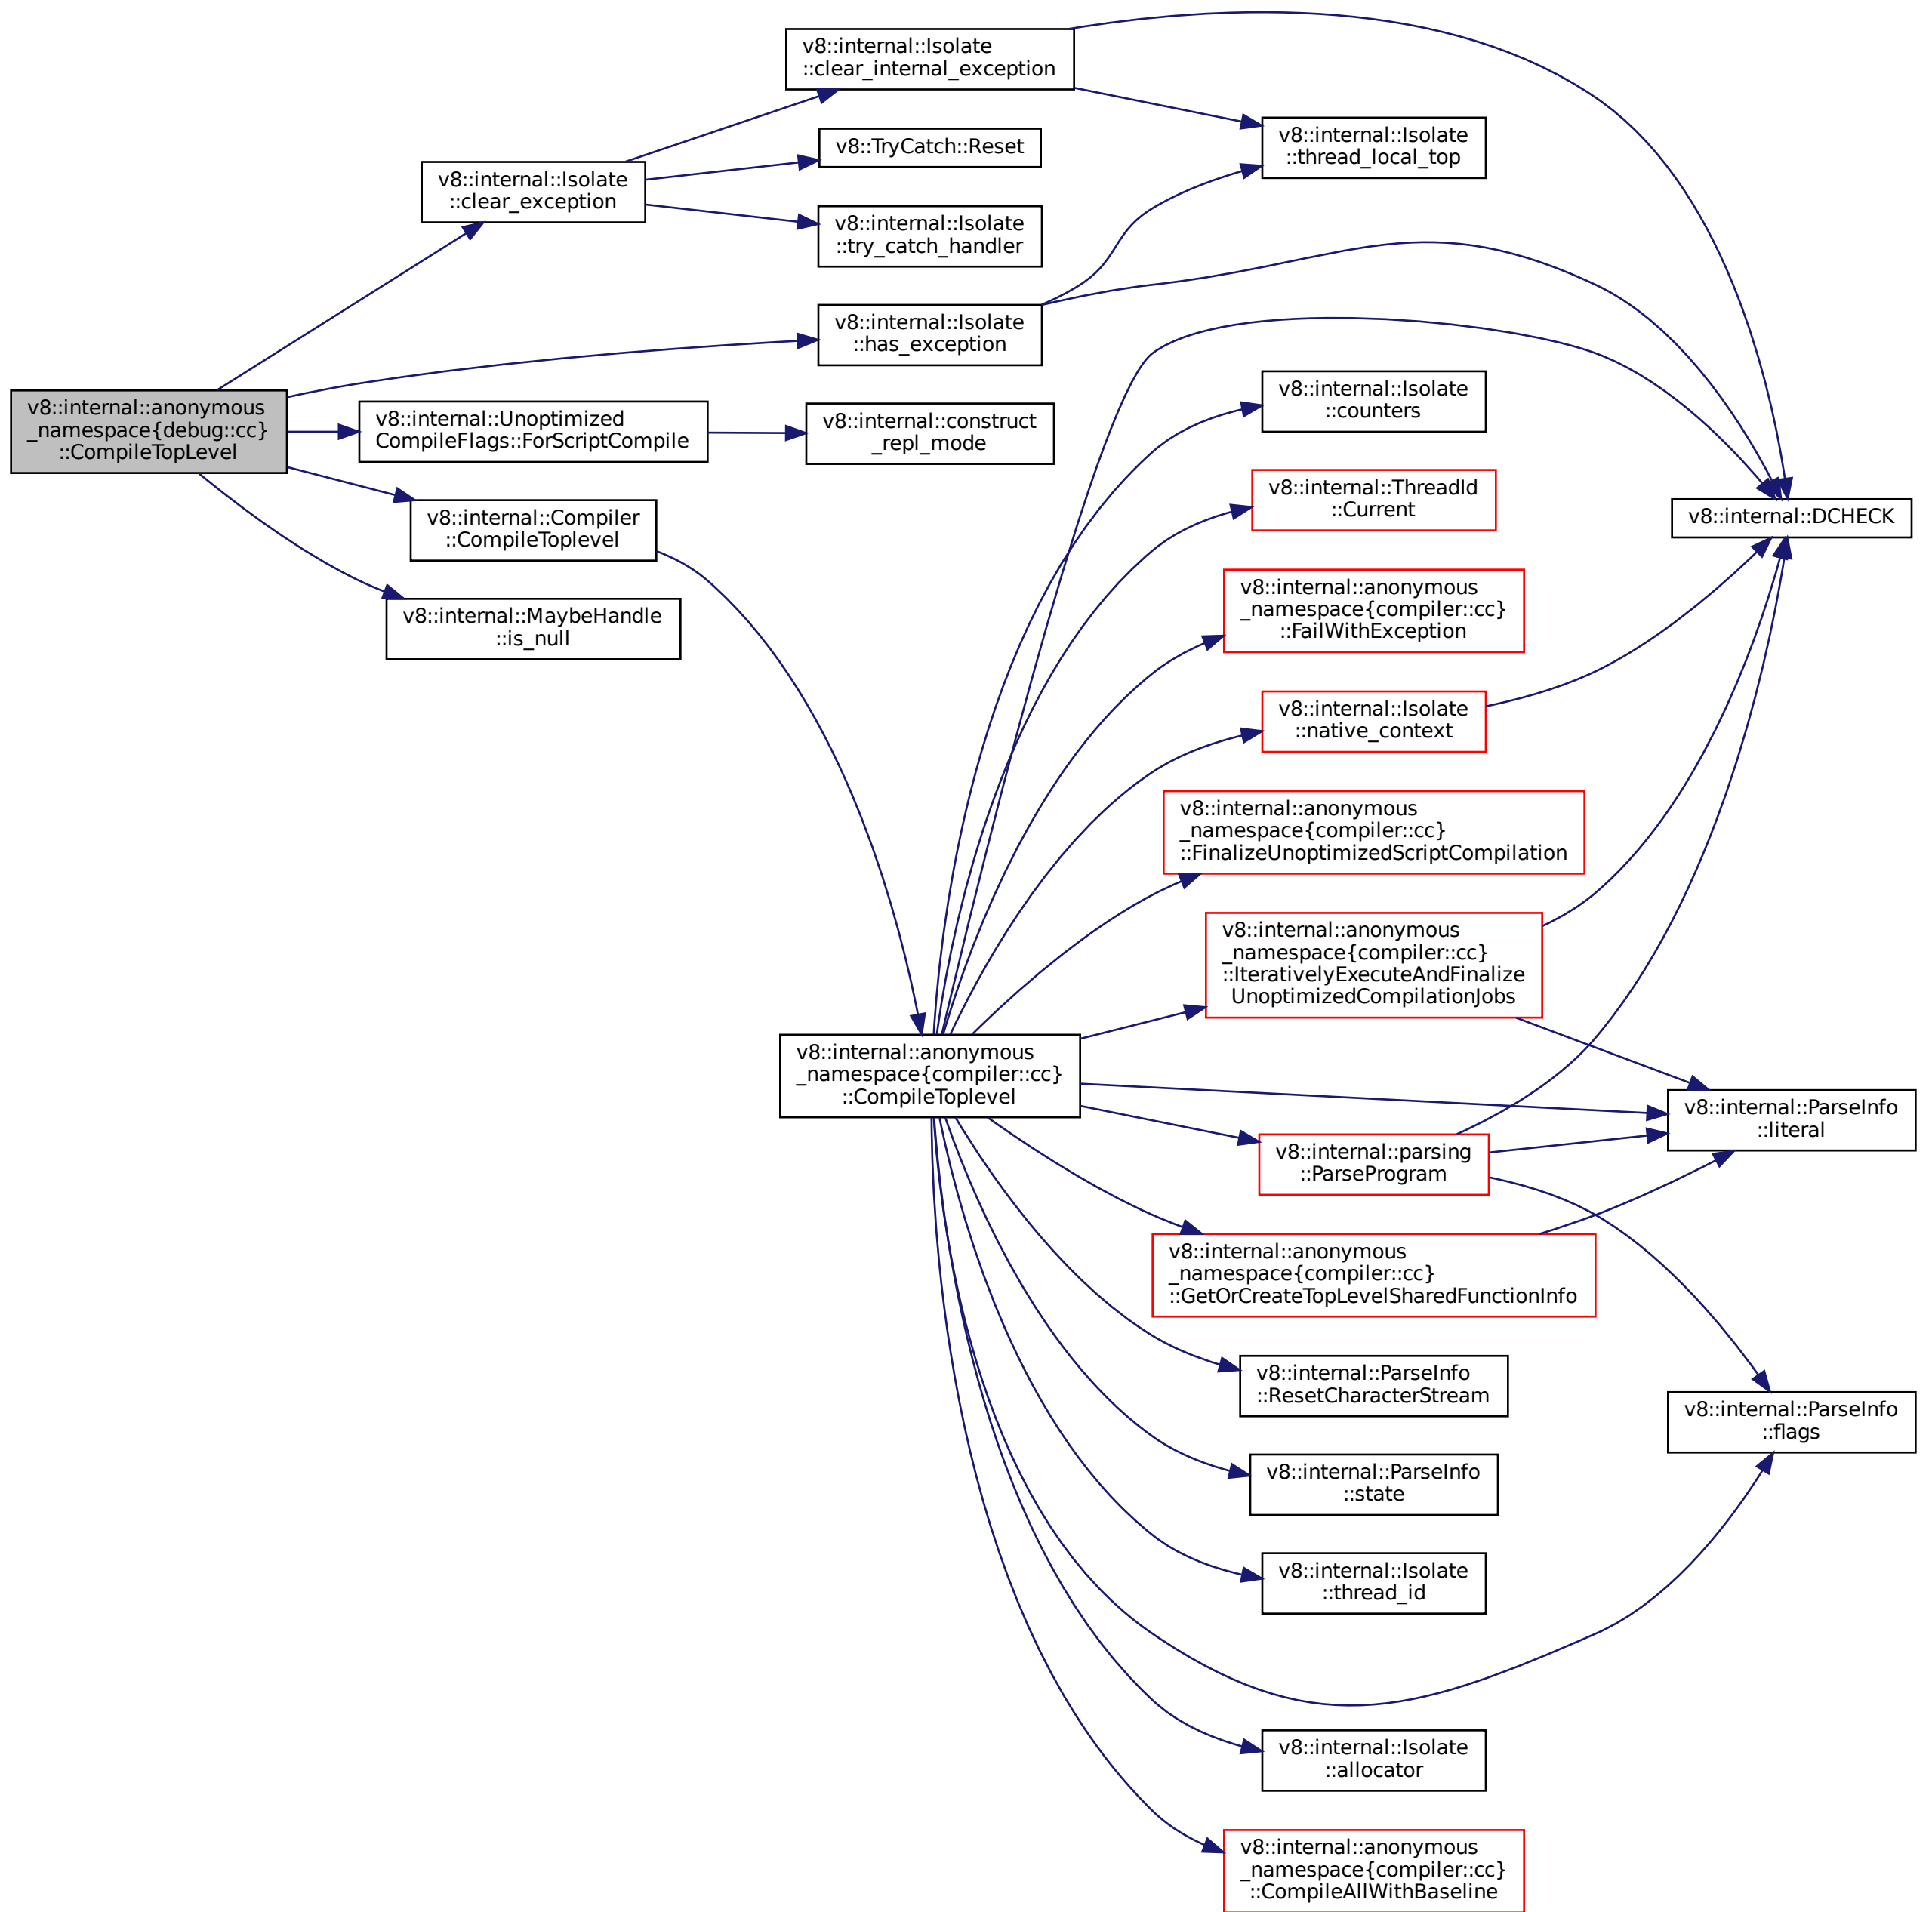 v8::internal::Isolate
::clear_internal_exception
v8::internal::Isolate
::thread_local_top
v8::TryCatch::Reset
v8::internal::Isolate
::clear_exception
v8::internal::Isolate
::try_catch_handler
v8::internal::Isolate
::has_exception
v8::internal::Isolate
::counters
v8::internal::anonymous
_namespace{debug::cc}
::CompileTopLevel
v8::internal::Unoptimized
CompileFlags::ForScriptCompile
v8::internal::construct
_repl_mode
v8::internal::ThreadId
::Current
v8::internal::Compiler
::CompileToplevel
v8::internal::DCHECK
v8::internal::anonymous
_namespace{compiler::cc}
::FailWithException
v8::internal::MaybeHandle
::is_null
v8::internal::Isolate
::native_context
v8::internal::anonymous
_namespace{compiler::cc}
::FinalizeUnoptimizedScriptCompilation
v8::internal::anonymous
_namespace{compiler::cc}
::IterativelyExecuteAndFinalize
UnoptimizedCompilationJobs
v8::internal::anonymous
_namespace{compiler::cc}
::CompileToplevel
v8::internal::ParseInfo
::literal
v8::internal::parsing
::ParseProgram
v8::internal::anonymous
_namespace{compiler::cc}
::GetOrCreateTopLevelSharedFunctionInfo
v8::internal::ParseInfo
::ResetCharacterStream
v8::internal::ParseInfo
::flags
v8::internal::ParseInfo
::state
v8::internal::Isolate
::thread_id
v8::internal::Isolate
::allocator
v8::internal::anonymous
_namespace{compiler::cc}
::CompileAllWithBaseline